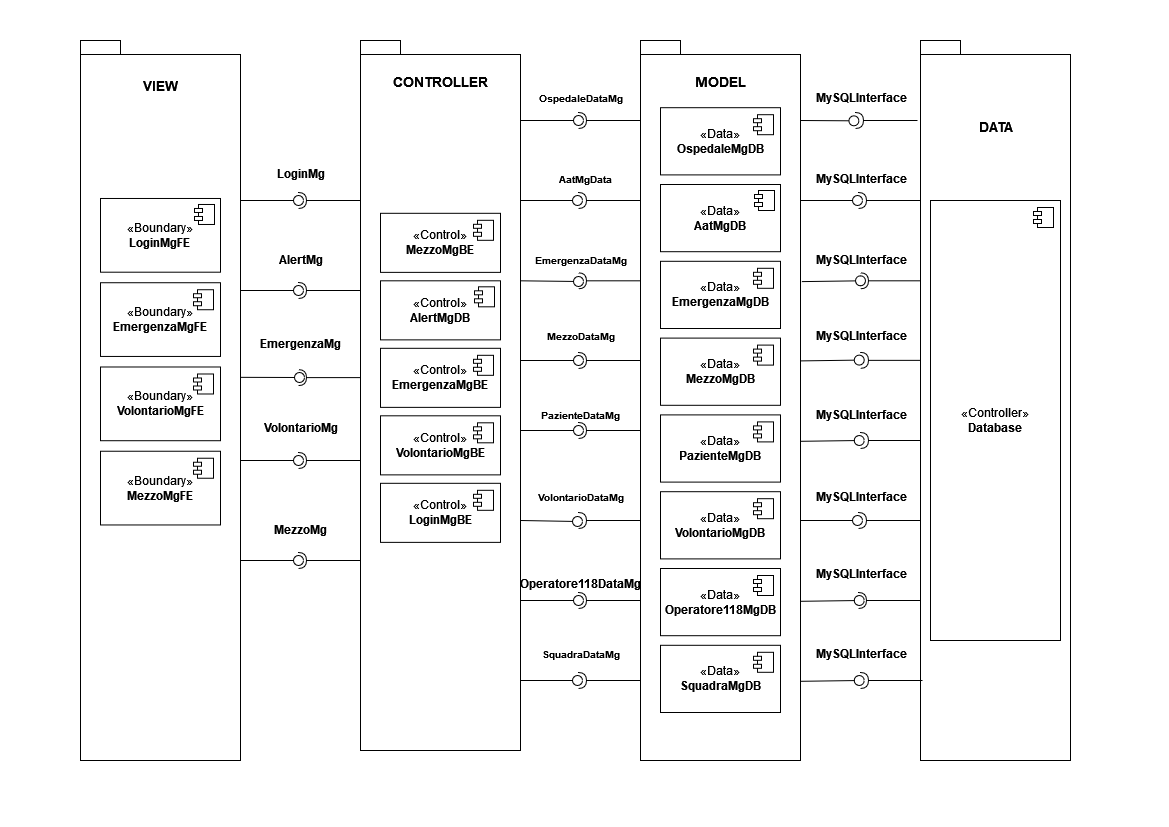 VIEW
«Boundary»
LoginMgFE
«Boundary»
EmergenzaMgFE
«Boundary»
VolontarioMgFE
«Boundary»
MezzoMgFE
LoginMg
AlertMg
EmergenzaMg
VolontarioMg
MezzoMg
CONTROLLER
«Control»
MezzoMgBE
«Control»
AlertMgDB
«Control»
EmergenzaMgBE
«Control»
VolontarioMgBE
«Control»
LoginMgBE
OspedaleDataMg
AatMgData
EmergenzaDataMg
MezzoDataMg
PazienteDataMg
VolontarioDataMg
Operatore118DataMg
SquadraDataMg
MODEL
«Data»
OspedaleMgDB
«Data»
AatMgDB
«Data»
EmergenzaMgDB
«Data»
MezzoMgDB
«Data»
PazienteMgDB
«Data»
VolontarioMgDB
«Data»
Operatore118MgDB
«Data»
SquadraMgDB
MySQLInterface
MySQLInterface
MySQLInterface
MySQLInterface
MySQLInterface
MySQLInterface
MySQLInterface
MySQLInterface
DATA
«Controller»
Database